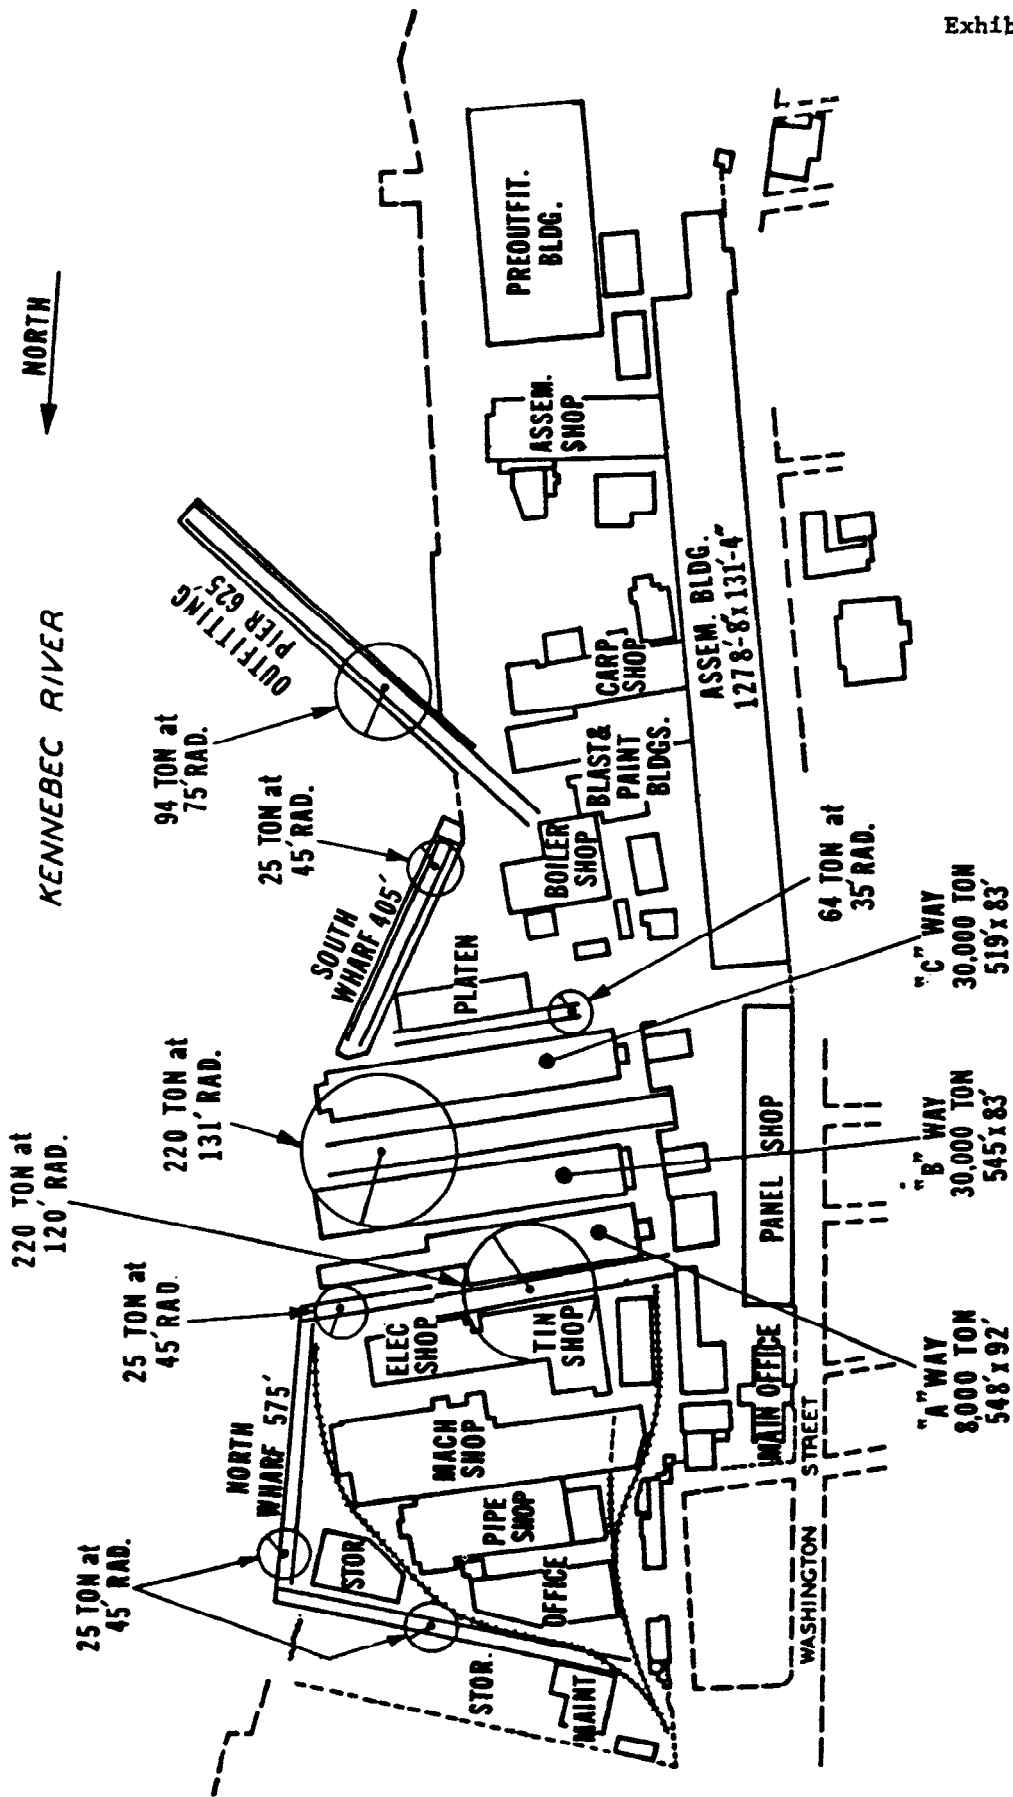 Exhib
NORTH
KENNEBEC RIVER
220 TON at
120' RAD.
25 TON at
45' RAD.
25 TON at
45' RAD.
220 TON at
131' RAD.
25 TON at
45' RAD.
94 TON at
75' RAD.
NORTH
WHARF 575'
SOUTH
WHARF 405'
OUTFITTING
PIER 625'
STOR.
STOR
MAINT
OFFICE
PIPE
SHOP
MACH
SHOP
ELEC
SHOP
TIN
SHOP
PLATEN
BOILER
SHOP
BLAST&
PAINT
BLDGS.
CARP.
SHOP
ASSEM.
SHOP
PREOUTFIT.
BLDG.
64 TON at
35' RAD.
ASSEM. BLDG.
1278'-8"x 131'-4"
PANEL SHOP
MAIN OFFICE
WASHINGTON STREET
"A" WAY
8,000 TON
548' x 92'
"B" WAY
30,000 TON
545' x 83'
"C" WAY
30,000 TON
519' x 83'